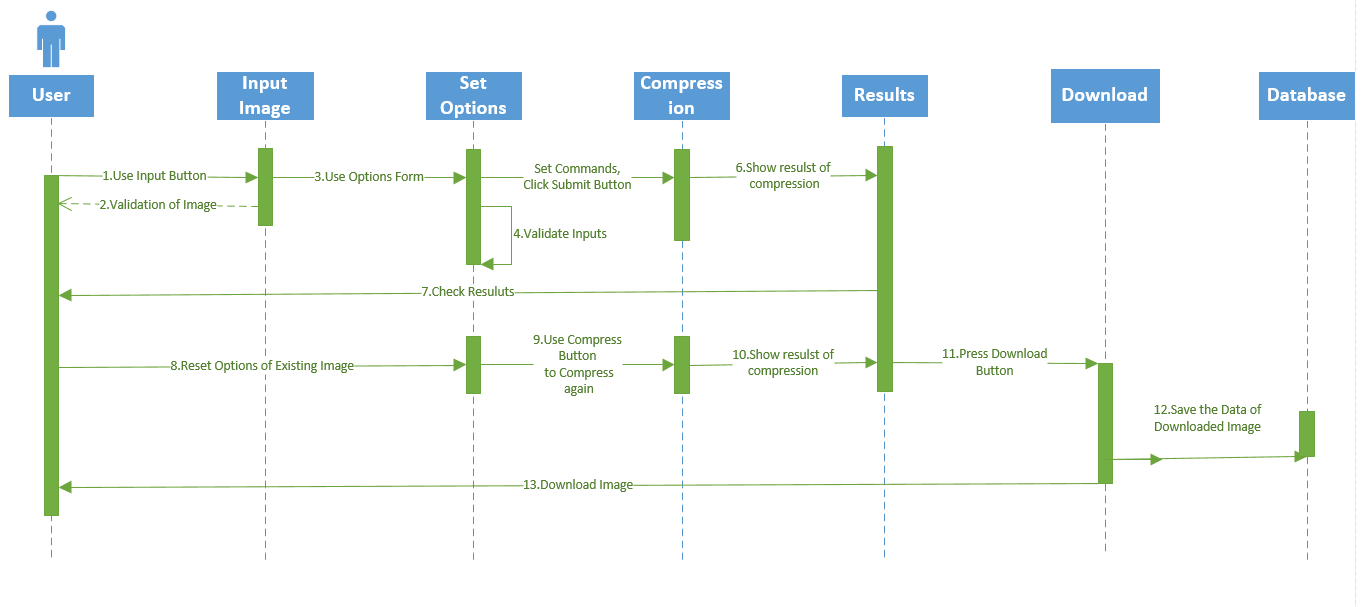 User
Input
Image
Set
Options
Compress
ion
Results
Download
Database
1.Use Input Button
2.Validation of Image
3.Use Options Form
Set Commands,
Click Submit Button
4.Validate Inputs
6.Show resulst of
compression
7.Check Resuluts
8.Reset Options of Existing Image
9.Use Compress
Button
to Compress
again
10.Show resulst of
compression
11.Press Download
Button
12.Save the Data of
Downloaded Image
13.Download Image